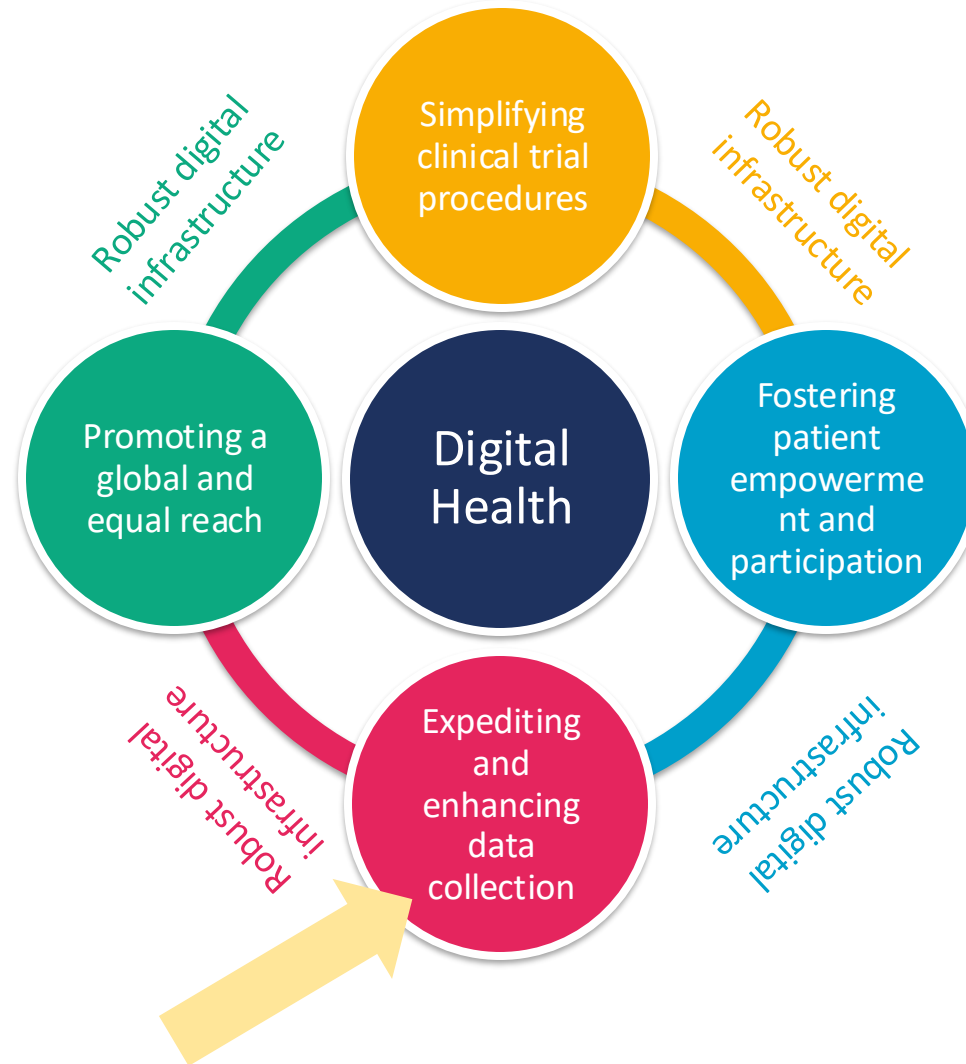 Simplifying
clinical trial
procedures
Robust digital
infrastructure
Robust digital
infrastructure
Promoting a
global and
equal reach
Digital
Health
Fostering
patient
empowerme
nt and
participation
Expediting
and
enhancing
data
collection
Robust digital
infrastructure
Robust digital
infrastructure